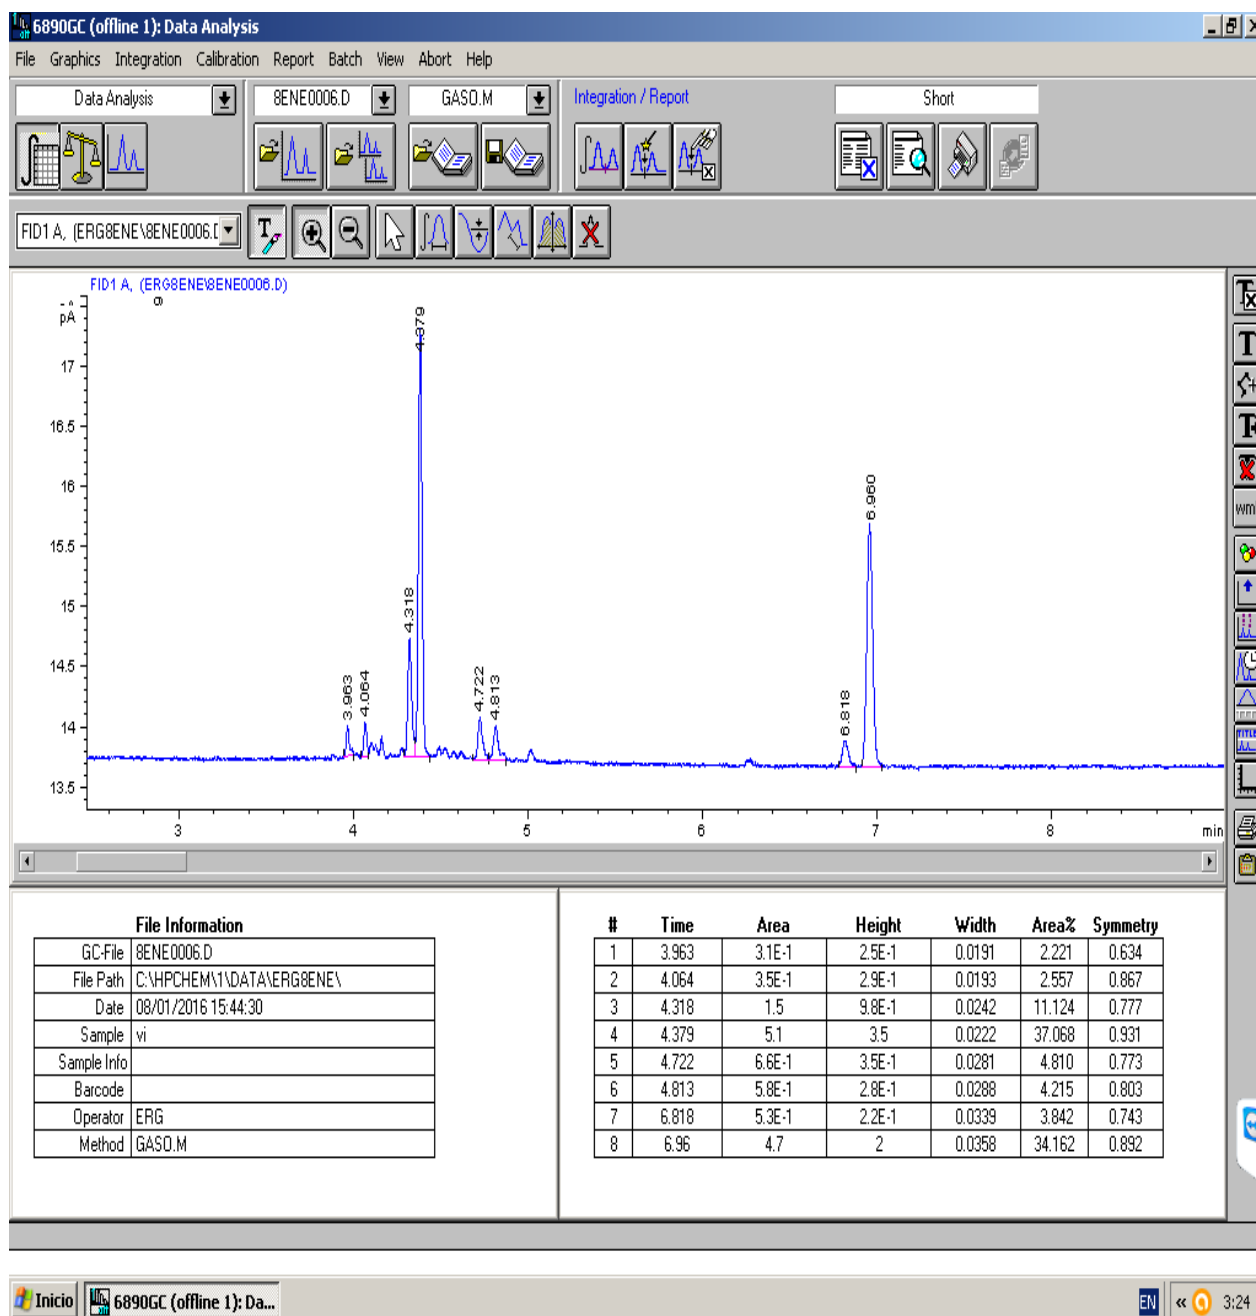 6890GC (offline 1): Data Analysis
File Graphics Integration Calibration Report Batch View Abort Help
Data Analysis 8ENE0006.D GASO.M Integration / Report Short
FID1 A, (ERG8ENE\8ENE0006.D
FID1 A, (ERG8ENE\8ENE0006.D)
pA
17
16.5
16
15.5
15
14.5
14
13.5
3.963
4.064
4.318
4.379
4.722
4.813
6.818
6.960
3 4 5 6 7 8 min
File Information
GC-File 8ENE0006.D
File Path C:\HPCHEM\1\DATA\ERG8ENE\
Date 08/01/2016 15:44:30
Sample vi
Sample Info
Barcode
Operator ERG
Method GASO.M
# Time Area Height Width Area% Symmetry
1 3.963 3.1E-1 2.5E-1 0.0191 2.221 0.634
2 4.064 3.5E-1 2.9E-1 0.0193 2.557 0.867
3 4.318 1.5 9.8E-1 0.0242 11.124 0.777
4 4.379 5.1 3.5 0.0222 37.068 0.931
5 4.722 6.6E-1 3.5E-1 0.0281 4.810 0.773
6 4.813 5.8E-1 2.8E-1 0.0288 4.215 0.803
7 6.818 5.3E-1 2.2E-1 0.0339 3.842 0.743
8 6.96 4.7 2 0.0358 34.162 0.892
wm
TITLE
Inicio 6890GC (offline 1): Da... EN « 3:24